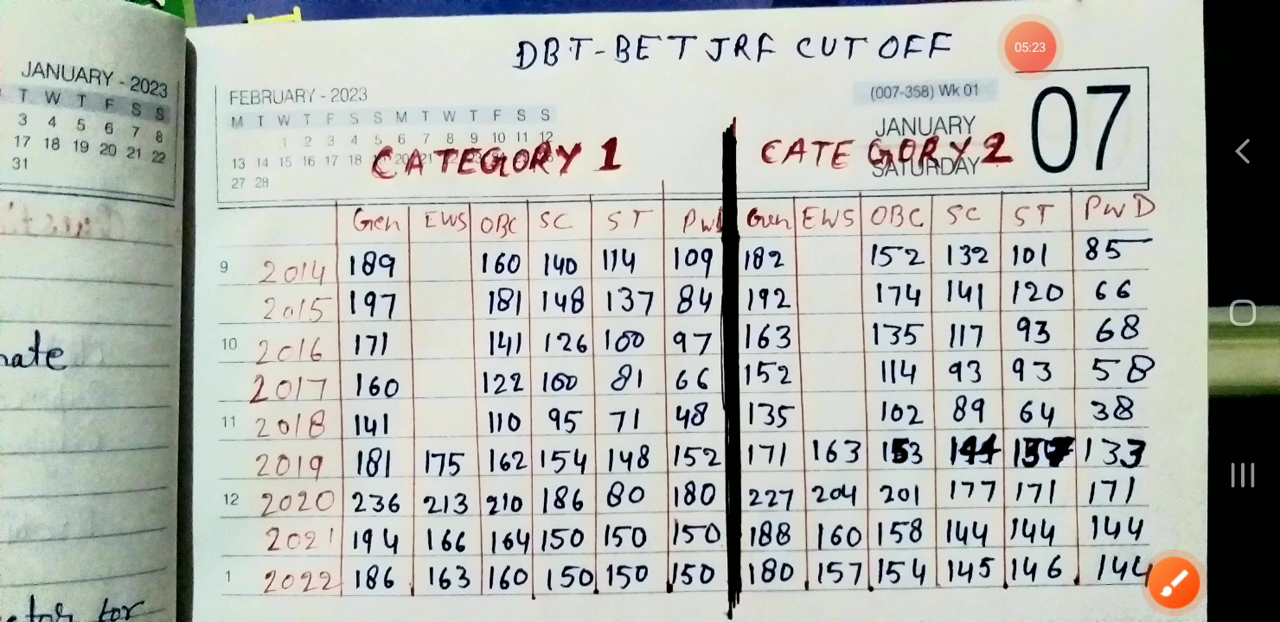 DBT-BET JRF CUT OFF
05:23
JANUARY - 2023
T W T F S S
3 4 5 6 7 8
17 18 19 20 21 22
31
FEBRUARY - 2023
M T W T F S S M T W T F S S
1 2 3 4 5 6 7 8 9 10 11 12
13 14 15 16 17 18 20 21
27 28
(007-358) Wk 01
JANUARY
SATURDAY
07
CATEGORY 1 CATEGORY 2
Gen EWS OBC SC ST PwD Gen EWS OBC SC ST PWD
9 2014 189 160 140 114 109 182 152 132 101 85
2015 197 181 148 137 84 192 174 141 120 66
10 2016 171 141 126 100 97 163 135 117 93 68
2017 160 122 100 81 66 152 114 93 93 58
11 2018 141 110 95 71 48 135 102 89 64 38
2019 181 175 162 154 148 152 171 163 153 144 133
12 2020 236 213 210 186 80 180 227 204 201 177 171 171
2021 194 166 164 150 150 150 188 160 158 144 144 144
1 2022 186 163 160 150 150 150 180 157 154 145 146 144
nate
for